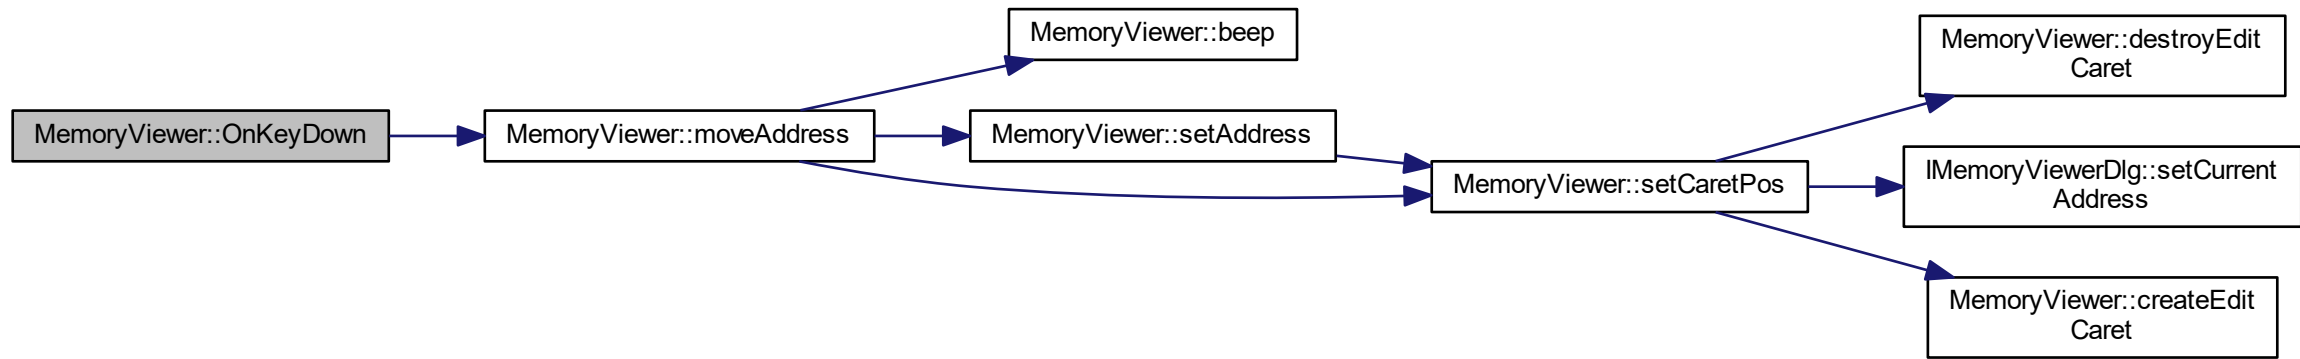 MemoryViewer::OnKeyDown
MemoryViewer::moveAddress
MemoryViewer::beep
MemoryViewer::setAddress
MemoryViewer::setCaretPos
MemoryViewer::destroyEdit
Caret
IMemoryViewerDlg::setCurrent
Address
MemoryViewer::createEdit
Caret